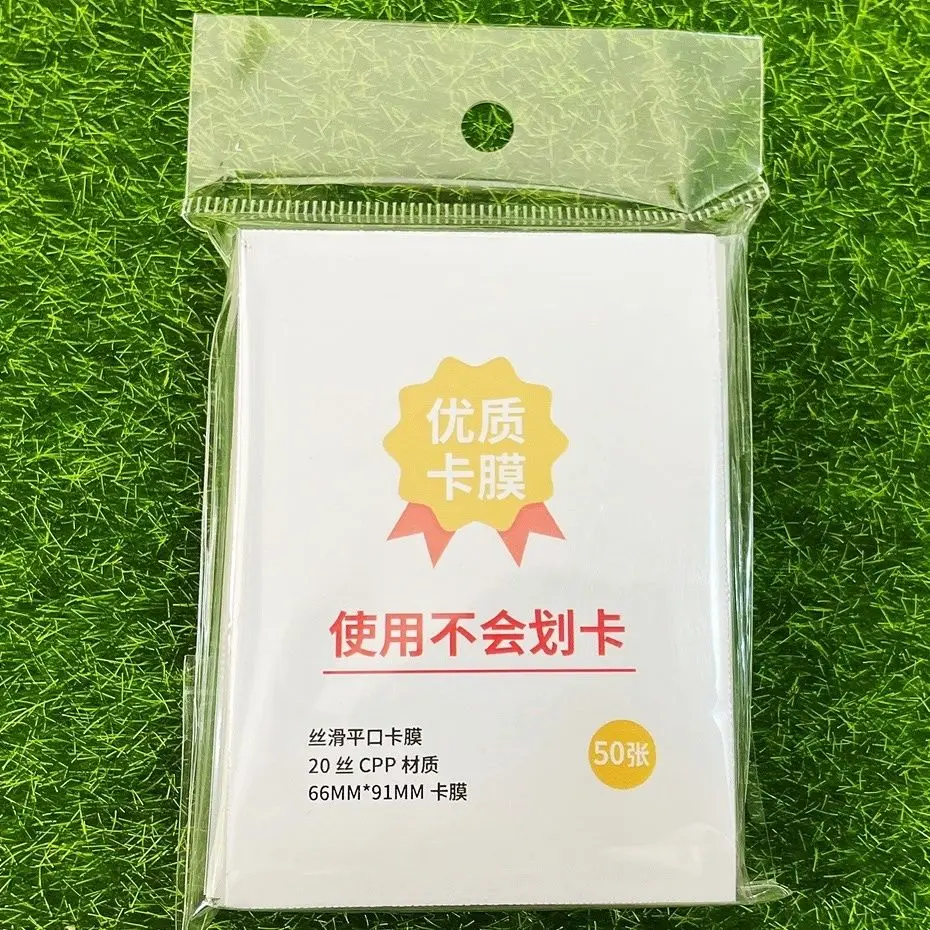 优质
卡膜
使用不会划卡
丝滑平口卡膜
20 丝 CPP 材质
66MM*91MM 卡膜
50张